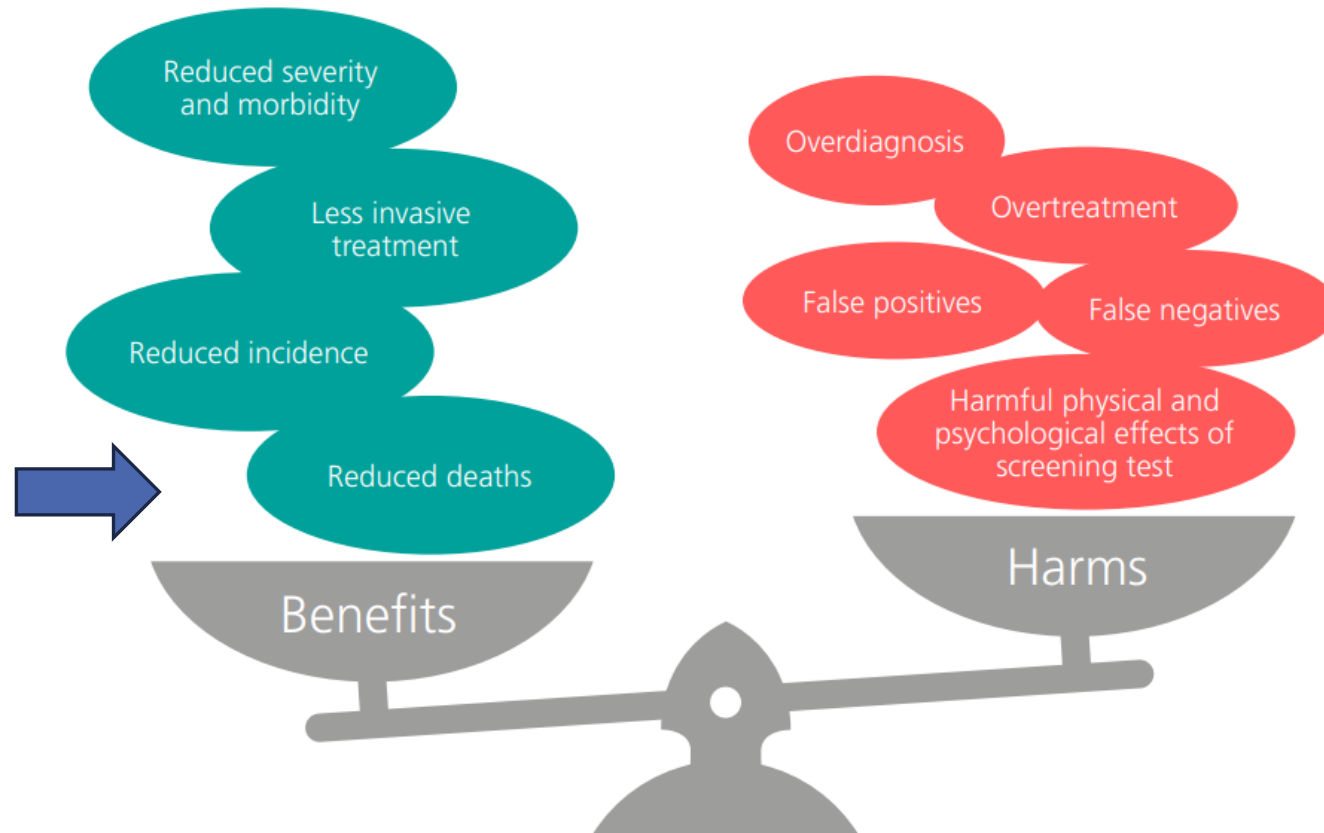 Reduced severity
and morbidity
Less invasive
treatment
Reduced incidence
Reduced deaths
Benefits
Overdiagnosis
Overtreatment
False positives
False negatives
Harmful physical and
psychological effects of
screening test
Harms